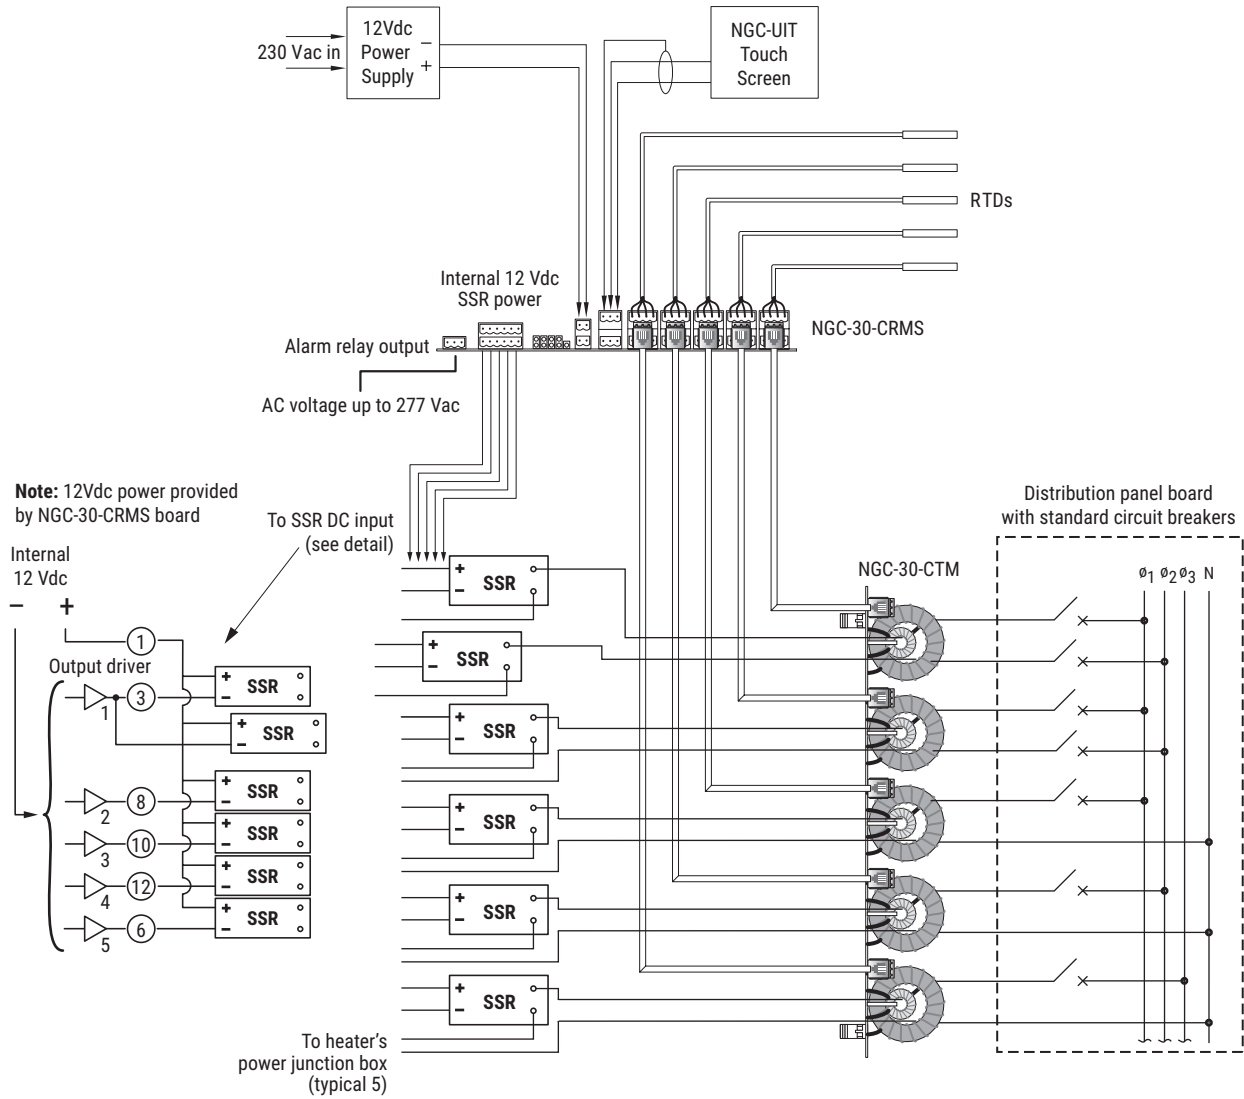 12Vdc
Power
Supply
−
+
230 Vac in
NGC-UIT
Touch
Screen
RTDs
Internal 12 Vdc
SSR power
NGC-30-CRMS
Alarm relay output
AC voltage up to 277 Vac
Note: 12Vdc power provided
by NGC-30-CRMS board
To SSR DC input
(see detail)
Internal
12 Vdc
− +
1
Output driver
1
3
+
−
SSR
+
−
SSR
2
8
+
−
SSR
3
10
+
−
SSR
4
12
+
−
SSR
5
6
+
−
SSR
+
−
SSR
+
−
SSR
+
−
SSR
+
−
SSR
+
−
SSR
+
−
SSR
To heater's
power junction box
(typical 5)
NGC-30-CTM
Distribution panel board
with standard circuit breakers
ø1 ø2 ø3 N